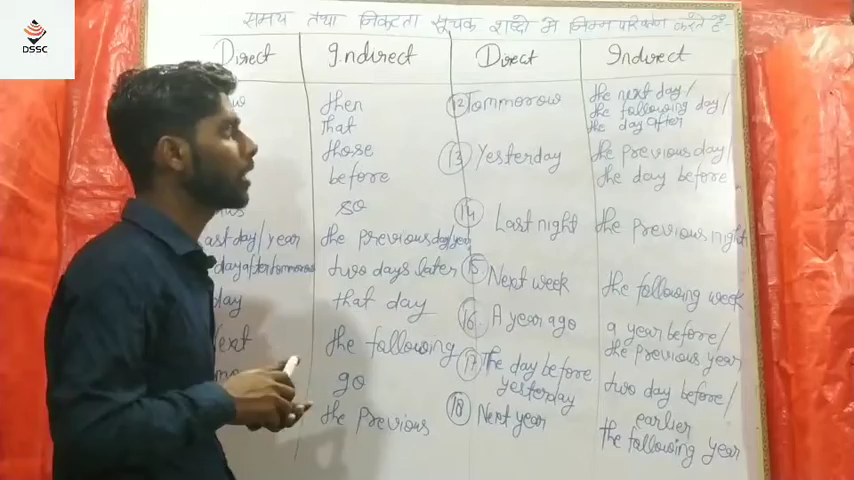 DSSC
समय तथा निकटता सूचक शब्दों में निम्न परिवर्तन करते हैं-
Direct Indirect Direct Indirect
then
that
those
before
so
last day/year the previous day/year
day after tommorow two days later
day that day
Next the following
go
the previous
12 Tommorow the next day/
the following day/
the day after
13 Yesterday the previous day/
the day before
14 Last night the previous night
15 Next week the following week
16 A year ago a year before/
the previous year
17 The day before
yesterday two day before/
earlier
18 Next year the following year